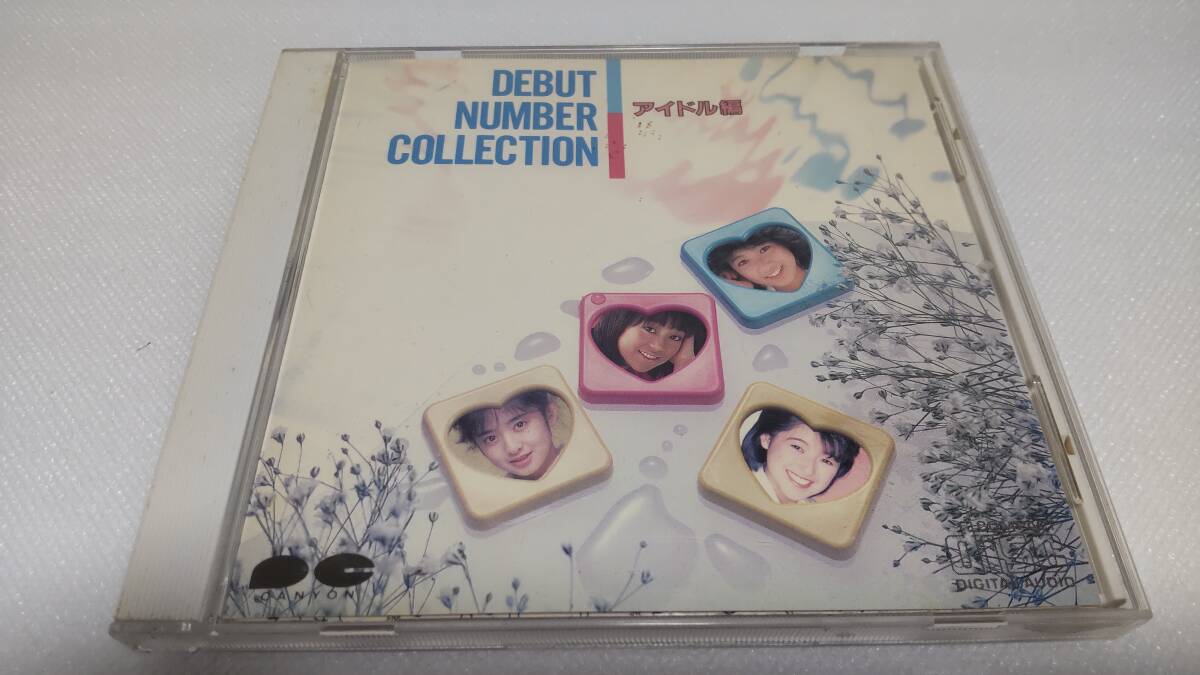 DEBUT
NUMBER
COLLECTION
アイドル編
CANYON
DIGITAL AUDIO